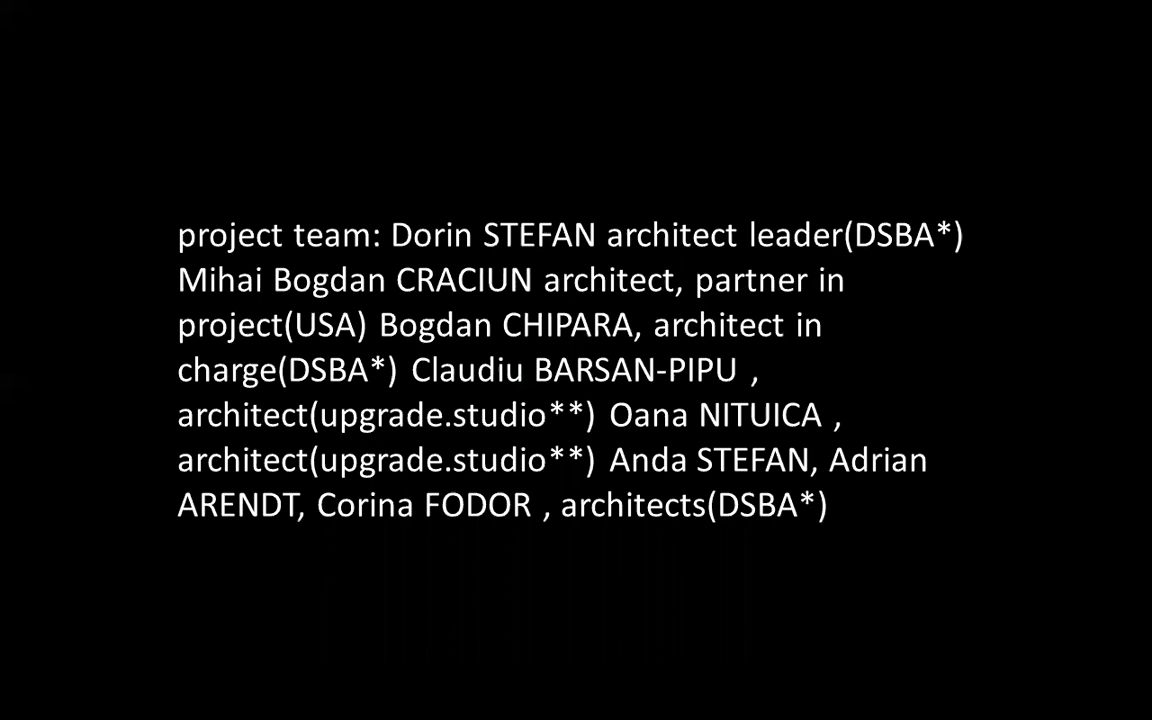 project team: Dorin STEFAN architect leader(DSBA*)
Mihai Bogdan CRACIUN architect, partner in
project(USA) Bogdan CHIPARA, architect in
charge(DSBA*) Claudiu BARSAN-PIPU ,
architect(upgrade.studio**) Oana NITUICA ,
architect(upgrade.studio**) Anda STEFAN, Adrian
ARENDT, Corina FODOR , architects(DSBA*)